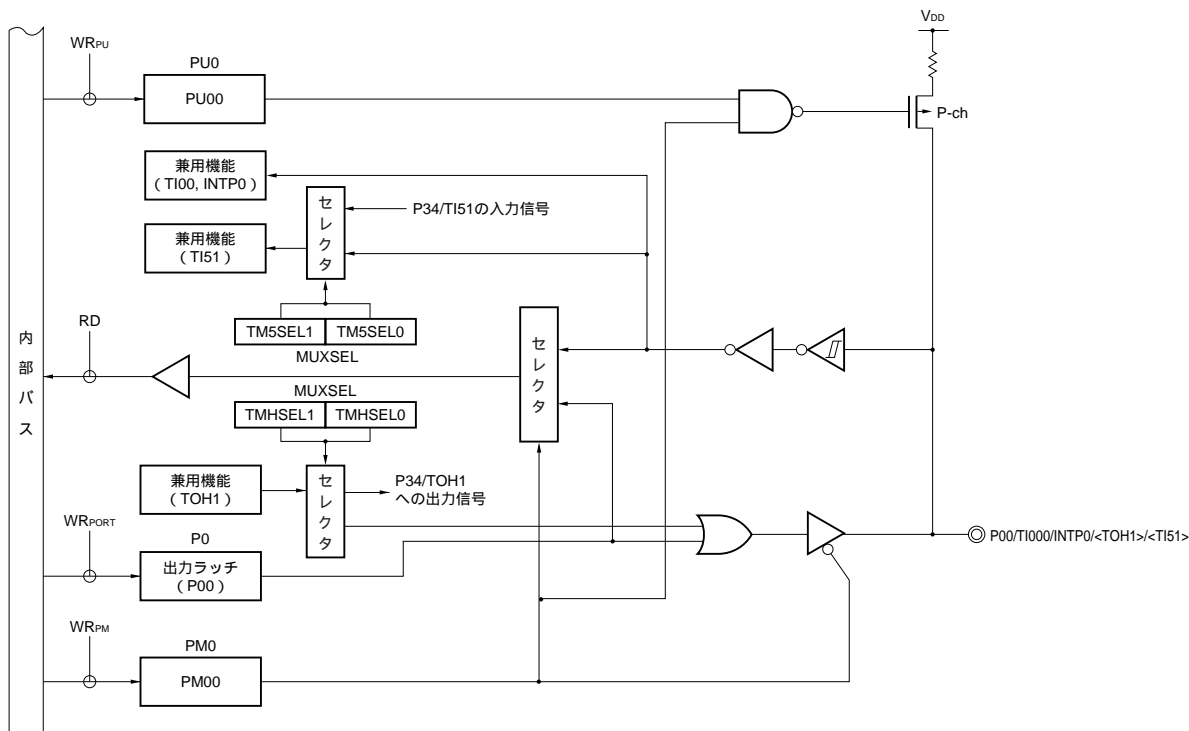 VDD
WRPU
PU0
PU00
P-ch
兼用機能
( TI00, INTP0 )
セレクタ
P34/TI51の入力信号
兼用機能
( TI51 )
RD
TM5SEL1 TM5SEL0
MUXSEL
内部バス
セレクタ
MUXSEL
TMHSEL1 TMHSEL0
兼用機能
( TOH1 )
セレクタ
P34/TOH1
への出力信号
WRPORT
P0
出力ラッチ
( P00 )
P00/TI000/INTP0/<TOH1>/<TI51>
WRPM
PM0
PM00